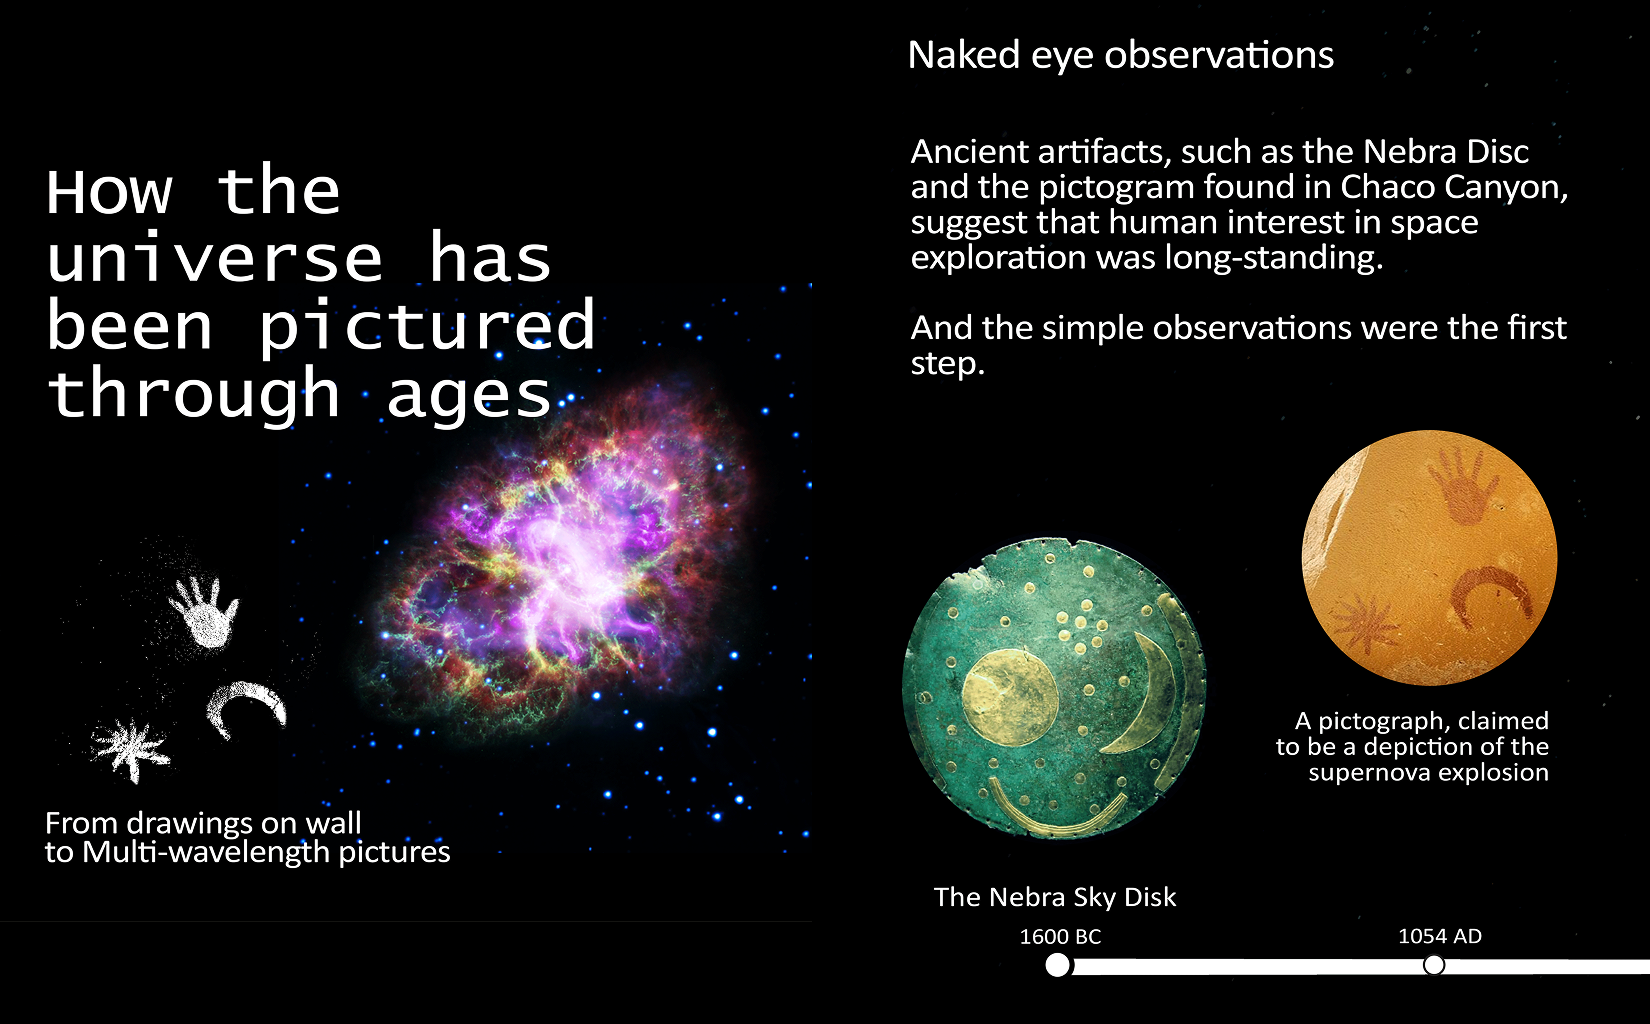 How the
universe has
been pictured
through ages
From drawings on wall
to Multi-wavelength pictures
Naked eye observations
Ancient artifacts, such as the Nebra Disc
and the pictogram found in Chaco Canyon,
suggest that human interest in space
exploration was long-standing.
And the simple observations were the first
step.
A pictograph, claimed
to be a depiction of the
supernova explosion
The Nebra Sky Disk
1600 BC
1054 AD